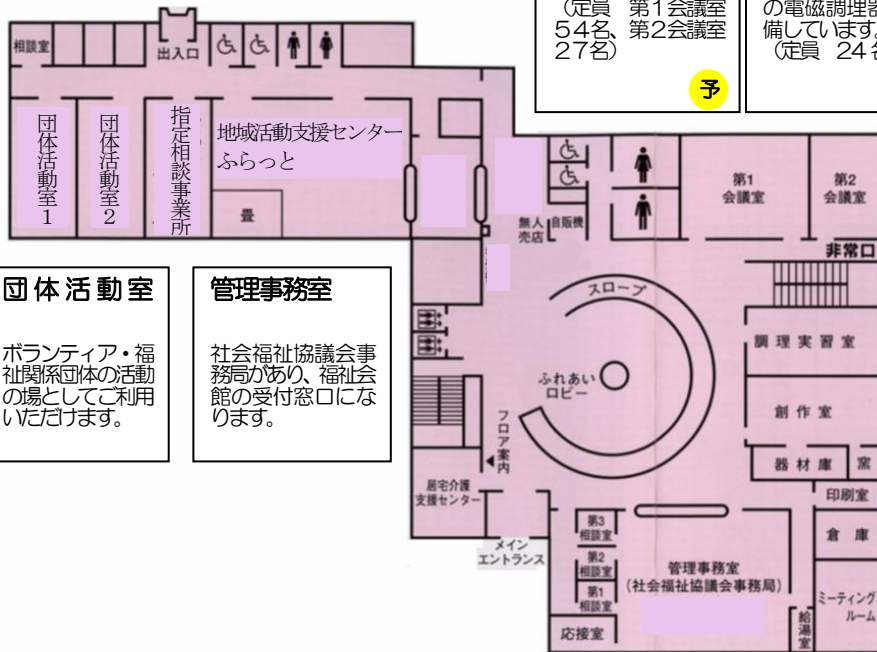 (定員 第1会議室
54名、第2会議室
27名)
予
の電磁調理器
備しています。
(定員 24名
相談室
出入口
団体活動室1
団体活動室2
指定相談事業所
地域活動支援センター
ふらっと
畳
無人
売店
自販機
第1
会議室
第2
会議室
非常口
団体活動室
ボランティア・福
祉関係団体の活動
の場としてご利用
いただけます。
管理事務室
社会福祉協議会事
務局があり、福祉会
館の受付窓口にな
ります。
スロープ
ふれあい
ロビー
フロア案内
調理実習室
創作室
器材庫
窯
印刷室
倉庫
居宅介護
支援センター
メイン
エントランス
第3
相談室
第2
相談室
第1
相談室
応接室
管理事務室
(社会福祉協議会事務局)
給湯室
ミーティング
ルーム